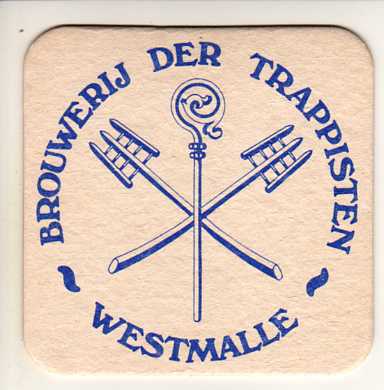 BROUWERIJ DER TRAPPISTEN
WESTMALLE